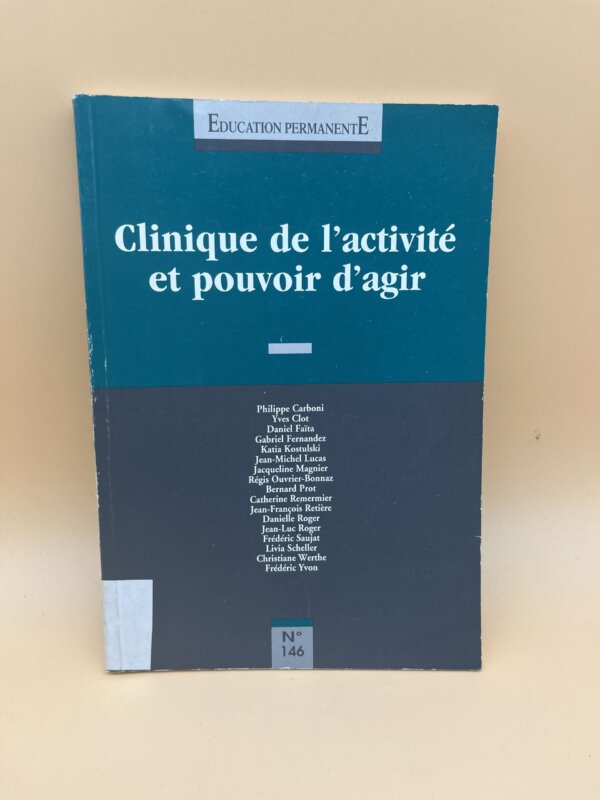 EDUCATION PERMANENTE
Clinique de l'activité
et pouvoir d'agir
Philippe Carboni
Yves Clot
Daniel Faïta
Gabriel Fernandez
Katia Kostulski
Jean-Michel Lucas
Jacqueline Magnier
Régis Ouvrier-Bonnaz
Bernard Prot
Catherine Remermier
Jean-François Retière
Danielle Roger
Jean-Luc Roger
Frédéric Saujat
Livia Scheller
Christiane Werthe
Frédéric Yvon
N°
146